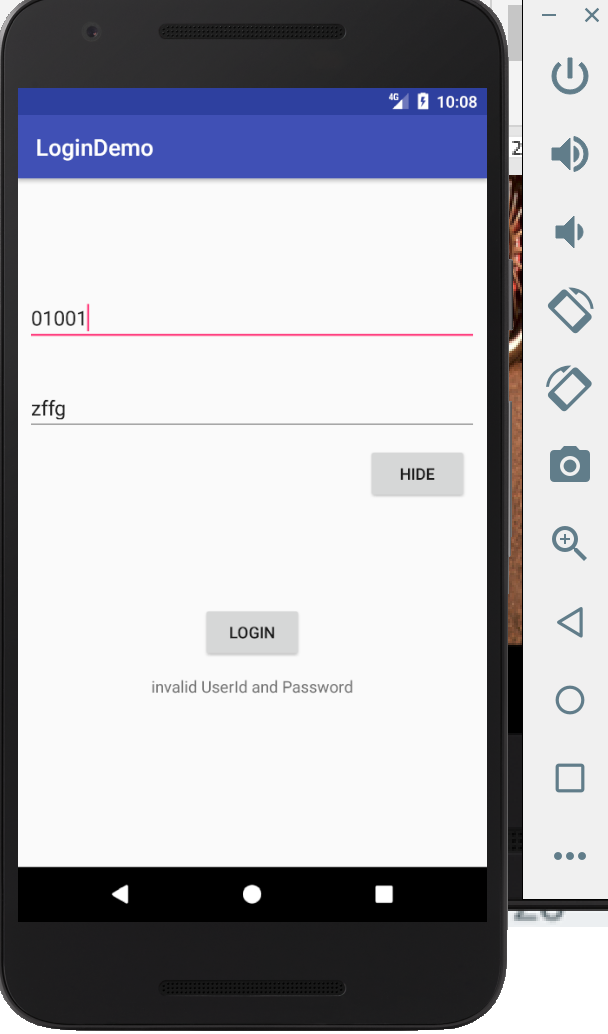 4G 10:08
LoginDemo
01001
zffg
HIDE
LOGIN
invalid UserId and Password